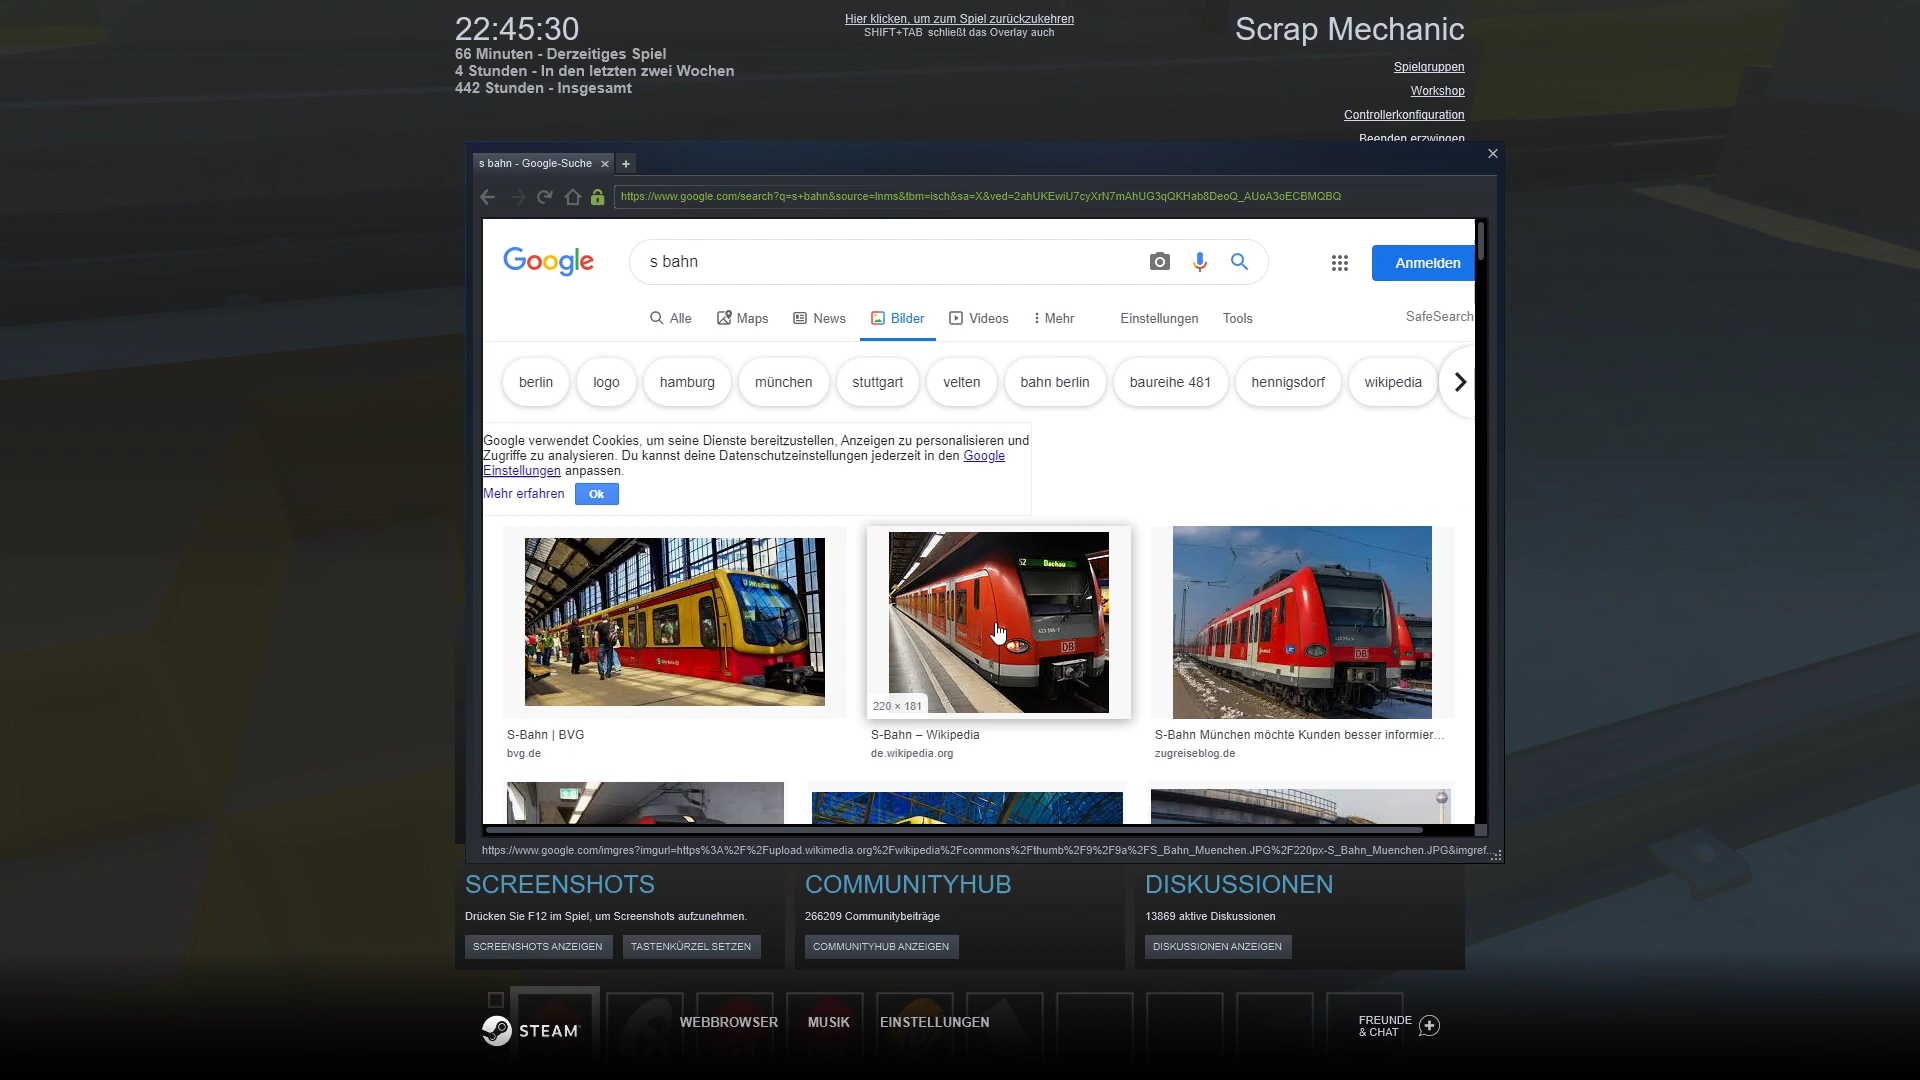 22:45:30
66 Minuten - Derzeitiges Spiel
4 Stunden - In den letzten zwei Wochen
442 Stunden - Insgesamt
Hier klicken, um zum Spiel zurückzukehren
SHIFT+TAB schließt das Overlay auch
Scrap Mechanic
Spielgruppen
Workshop
Controllerkonfiguration
Beenden erzwingen
s bahn - Google-Suche
https://www.google.com/search?q=s+bahn&source=lnms&tbm=isch&sa=X&ved=2ahUKEwiU7cyXrN7mAhUG3qQKHab8DeoQ_AUoA3oECBMQBQ
Google
s bahn
Anmelden
Alle Maps News Bilder Videos Mehr Einstellungen Tools
SafeSearch
berlin logo hamburg münchen stuttgart velten bahn berlin baureihe 481 hennigsdorf wikipedia
Google verwendet Cookies, um seine Dienste bereitzustellen, Anzeigen zu personalisieren und
Zugriffe zu analysieren. Du kannst deine Datenschutzeinstellungen jederzeit in den Google
Einstellungen anpassen.
Mehr erfahren Ok
S2 Dachau
DB
DB
220 × 181
S-Bahn | BVG
bvg.de
S-Bahn – Wikipedia
de.wikipedia.org
S-Bahn München möchte Kunden besser informier...
zugreiseblog.de
https://www.google.com/imgres?imgurl=https%3A%2F%2Fupload.wikimedia.org%2Fwikipedia%2Fcommons%2Fthumb%2F9%2F9a%2FS_Bahn_Muenchen.JPG%2F220px-S_Bahn_Muenchen.JPG&imgref...
SCREENSHOTS
Drücken Sie F12 im Spiel, um Screenshots aufzunehmen.
SCREENSHOTS ANZEIGEN
TASTENKÜRZEL SETZEN
COMMUNITYHUB
266209 Communitybeiträge
COMMUNITYHUB ANZEIGEN
DISKUSSIONEN
13869 aktive Diskussionen
DISKUSSIONEN ANZEIGEN
STEAM
WEBBROWSER
MUSIK
EINSTELLUNGEN
FREUNDE
& CHAT